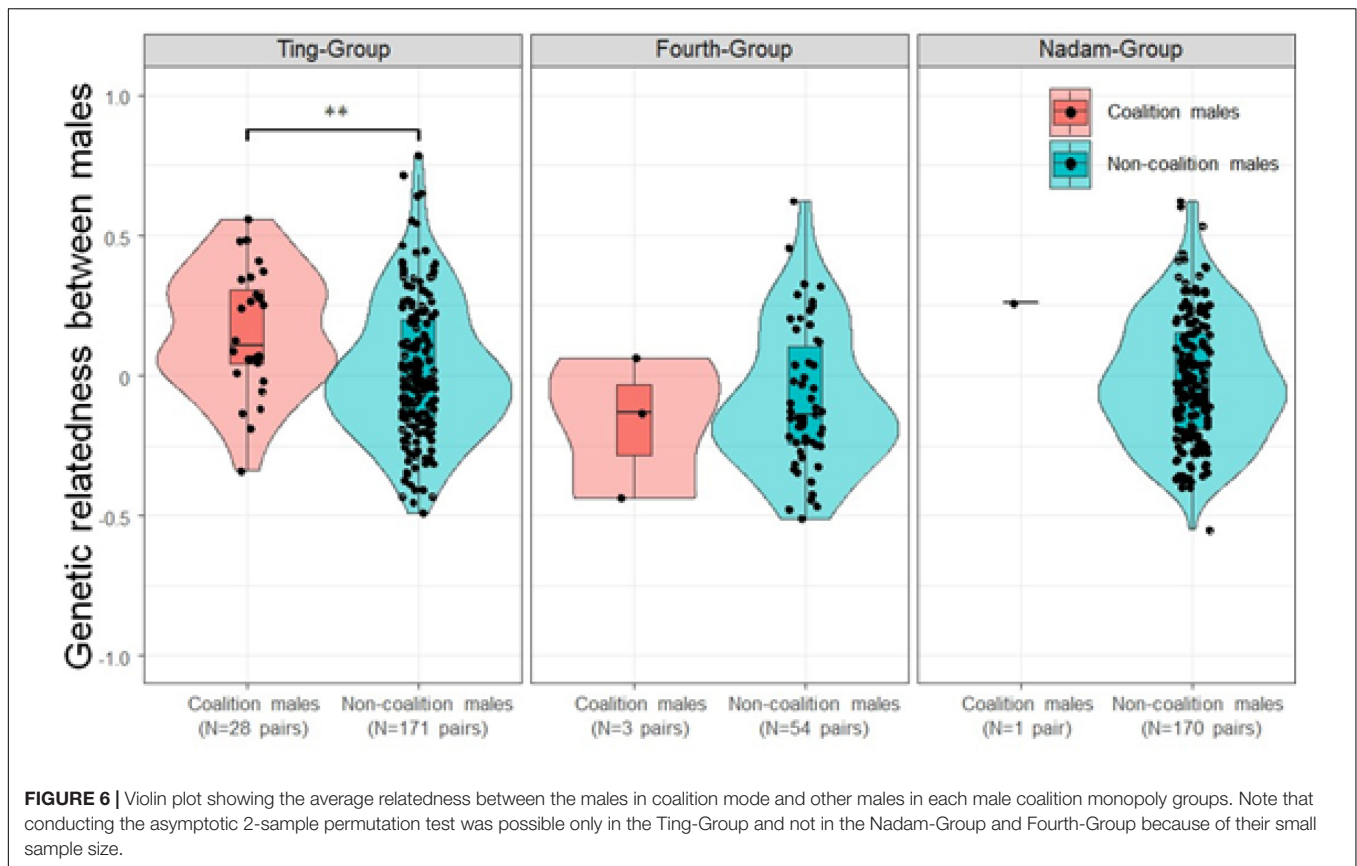 Ting-Group
Fourth-Group
Nadam-Group
Genetic relatedness between males
1.0
0.5
0
-0.5
-1.0
**
Coalition males
Non-coalition males
Coalition males
(N=28 pairs)
Non-coalition males
(N=171 pairs)
Coalition males
(N=3 pairs)
Non-coalition males
(N=54 pairs)
Coalition males
(N=1 pair)
Non-coalition males
(N=170 pairs)
FIGURE 6 | Violin plot showing the average relatedness between the males in coalition mode and other males in each male coalition monopoly groups. Note that
conducting the asymptotic 2-sample permutation test was possible only in the Ting-Group and not in the Nadam-Group and Fourth-Group because of their small
sample size.